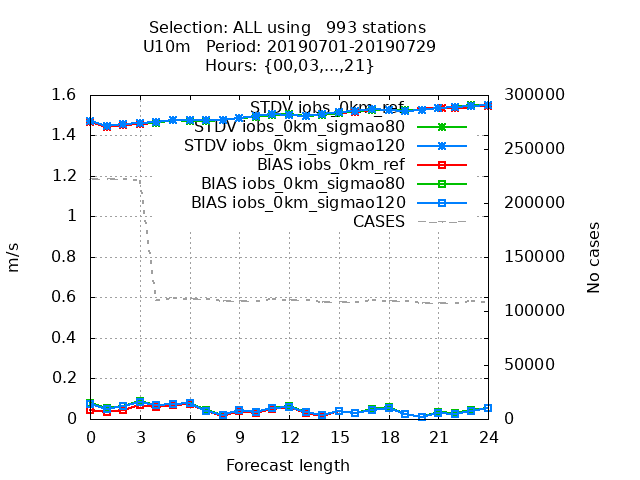 Selection: ALL using   993 stations
U10m   Period: 20190701-20190729
Hours: {00,03,...,21}
1.6
1.4
1.2
1
0.8
0.6
0.4
0.2
0
300000
250000
200000
150000
100000
50000
0
m/s
No cases
STDV iobs_0km_ref
STDV iobs_0km_sigmao80
STDV iobs_0km_sigmao120
BIAS iobs_0km_ref
BIAS iobs_0km_sigmao80
BIAS iobs_0km_sigmao120
CASES
0 3 6 9 12 15 18 21 24
Forecast length